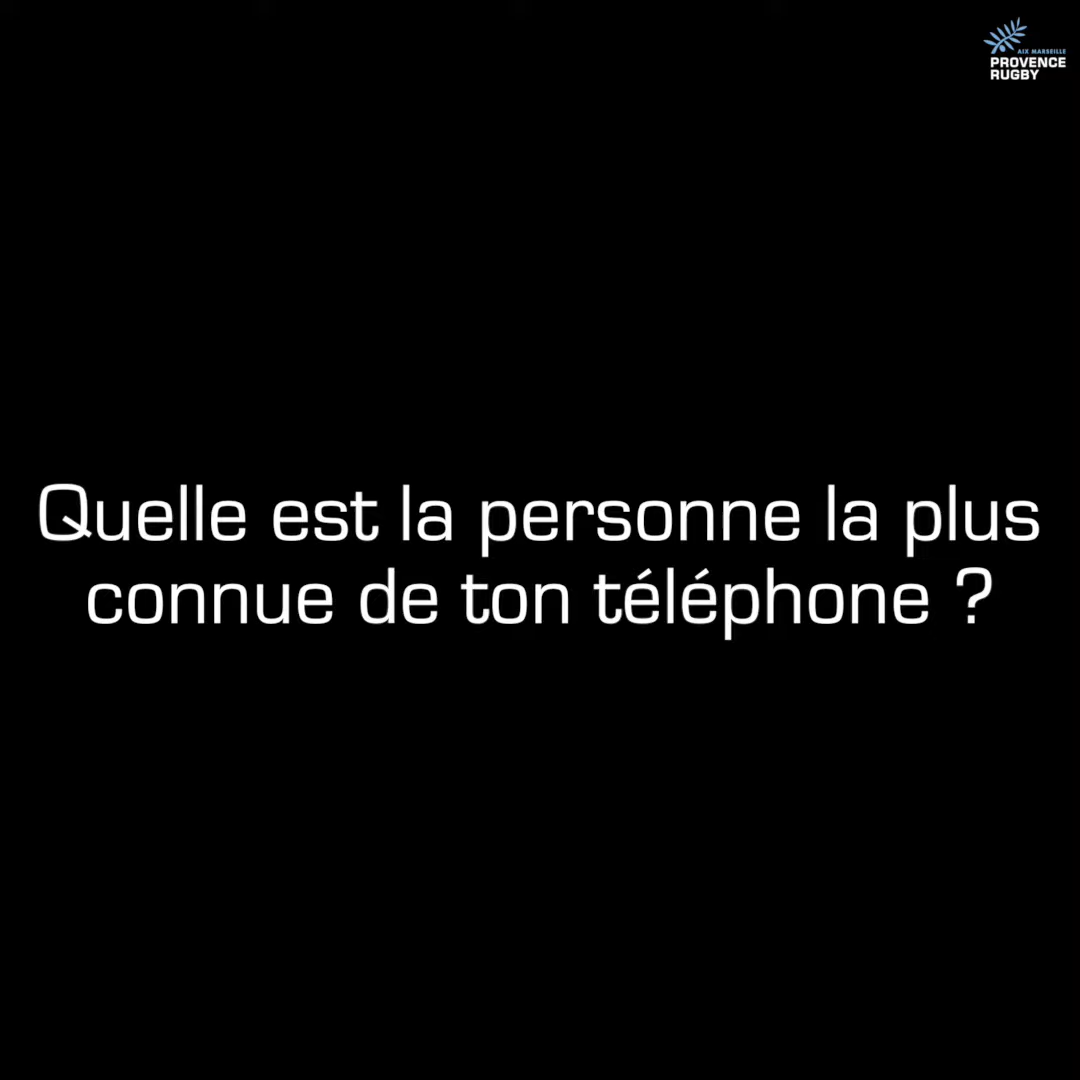 AIX MARSEILLE
PROVENCE
RUGBY
Quelle est la personne la plus
connue de ton téléphone ?